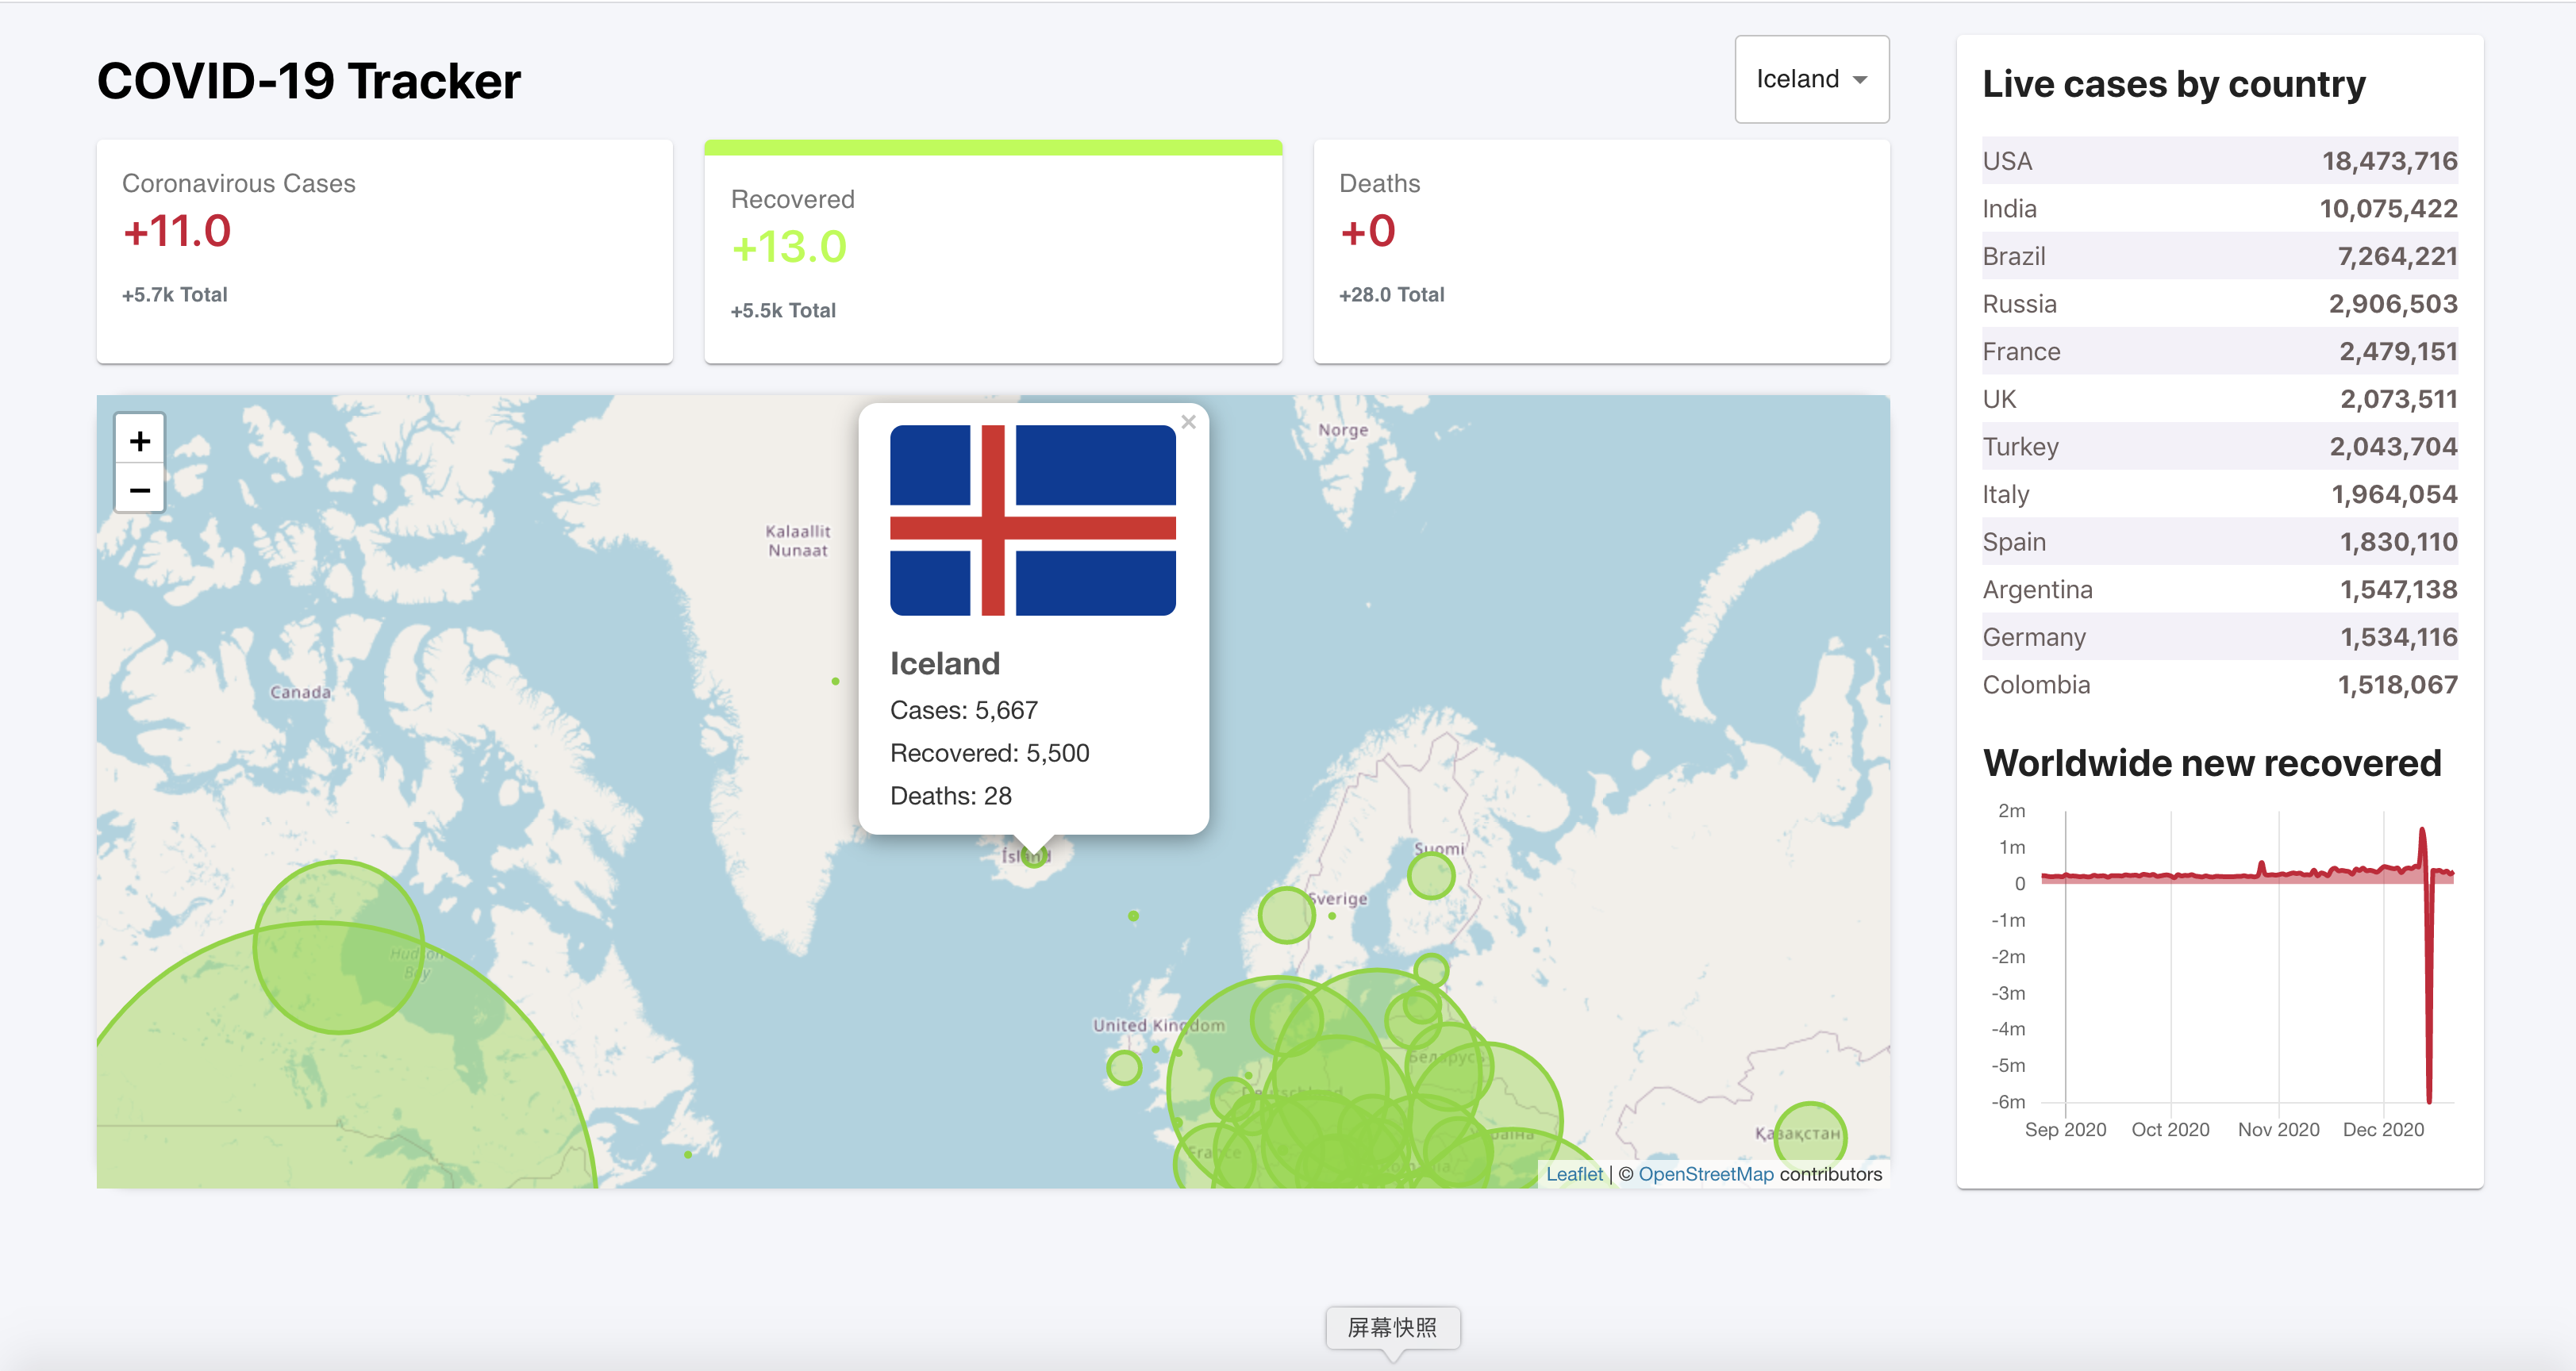 COVID-19 Tracker
Iceland
Coronavirous Cases
+11.0
+5.7k Total
Recovered
+13.0
+5.5k Total
Deaths
+0
+28.0 Total
+
−
Norge
Kalaallit
Nunaat
Canada
×
Iceland
Cases: 5,667
Recovered: 5,500
Deaths: 28
Ísland
Suomi
Sverige
Hudson
Bay
United Kingdom
Беларусь
Deutschland
France
Қазақстан
Leaflet | © OpenStreetMap contributors
Live cases by country
USA 18,473,716
India 10,075,422
Brazil 7,264,221
Russia 2,906,503
France 2,479,151
UK 2,073,511
Turkey 2,043,704
Italy 1,964,054
Spain 1,830,110
Argentina 1,547,138
Germany 1,534,116
Colombia 1,518,067
Worldwide new recovered
2m
1m
0
-1m
-2m
-3m
-4m
-5m
-6m
Sep 2020 Oct 2020 Nov 2020 Dec 2020
屏幕快照